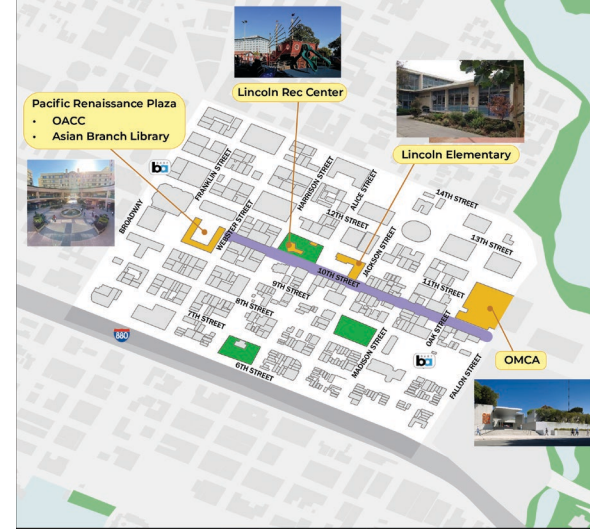 Lincoln Rec Center
Pacific Renaissance Plaza
• OACC
• Asian Branch Library
Lincoln Elementary
ba
FRANKLIN STREET
HARRISON STREET
ALICE STREET
14TH STREET
BROADWAY
WEBSTER STREET
12TH STREET
13TH STREET
JACKSON STREET
10TH STREET
9TH STREET
11TH STREET
8TH STREET
7TH STREET
OAK STREET
880
MADISON STREET
ba
OMCA
6TH STREET
FALLON STREET